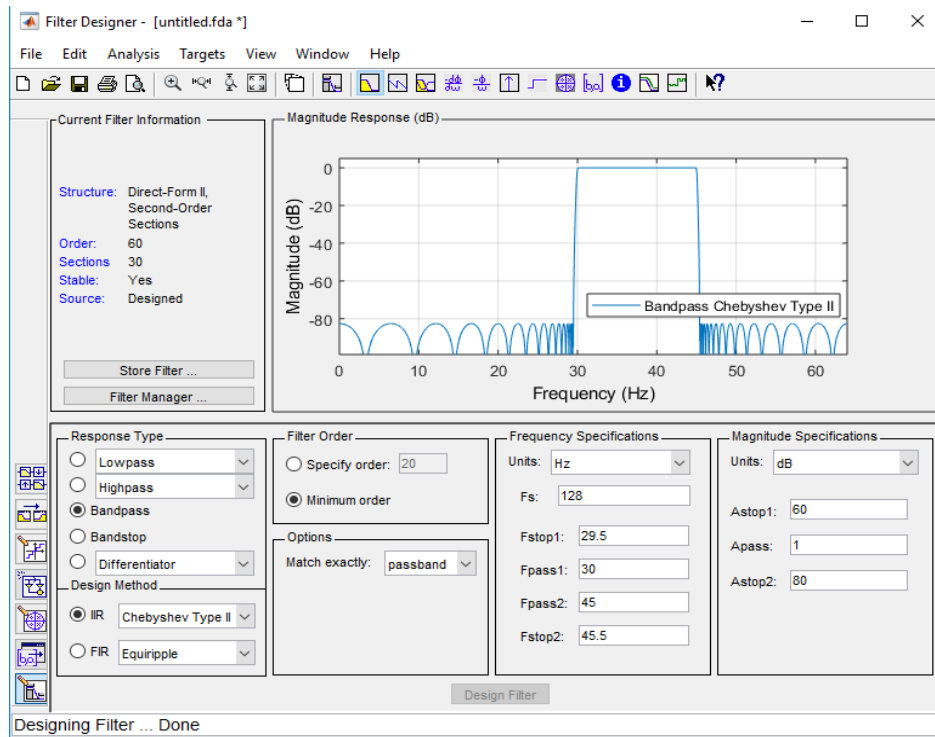 Filter Designer - [untitled.fda *]
File Edit Analysis Targets View Window Help
Current Filter Information
Structure: Direct-Form II,
Second-Order
Sections
Order: 60
Sections 30
Stable: Yes
Source: Designed
Store Filter ...
Filter Manager ...
Magnitude Response (dB)
Magnitude (dB)
0
-20
-40
-60
-80
Bandpass Chebyshev Type II
0 10 20 30 40 50 60
Frequency (Hz)
Response Type
Lowpass
Highpass
Bandpass
Bandstop
Differentiator
Design Method
IIR Chebyshev Type II
FIR Equiripple
Filter Order
Specify order: 20
Minimum order
Options
Match exactly: passband
Frequency Specifications
Units: Hz
Fs: 128
Fstop1: 29.5
Fpass1: 30
Fpass2: 45
Fstop2: 45.5
Magnitude Specifications
Units: dB
Astop1: 60
Apass: 1
Astop2: 80
Design Filter
Designing Filter ... Done